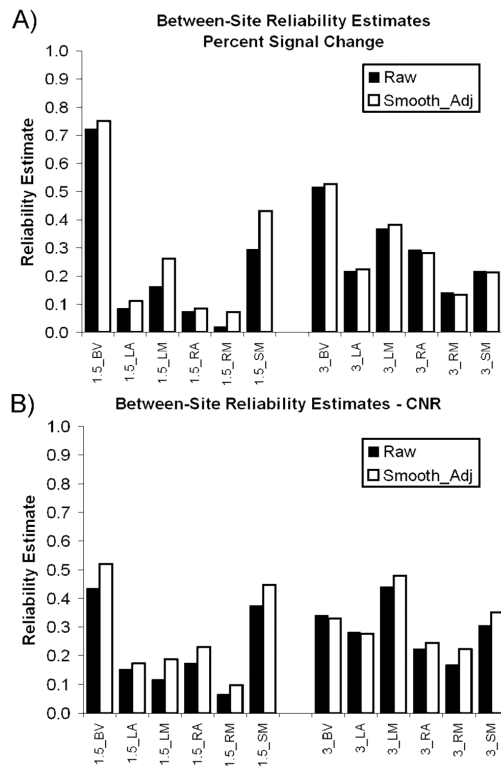 A)
Between-Site Reliability Estimates
Percent Signal Change
Reliability Estimate
1.0
0.9
0.8
0.7
0.6
0.5
0.4
0.3
0.2
0.1
0.0
Raw
Smooth_Adj
1.5_BV
1.5_LA
1.5_LM
1.5_RA
1.5_RM
1.5_SM
3_BV
3_LA
3_LM
3_RA
3_RM
3_SM
B)
Between-Site Reliability Estimates - CNR
Reliability Estimate
1.0
0.9
0.8
0.7
0.6
0.5
0.4
0.3
0.2
0.1
0.0
Raw
Smooth_Adj
1.5_BV
1.5_LA
1.5_LM
1.5_RA
1.5_RM
1.5_SM
3_BV
3_LA
3_LM
3_RA
3_RM
3_SM